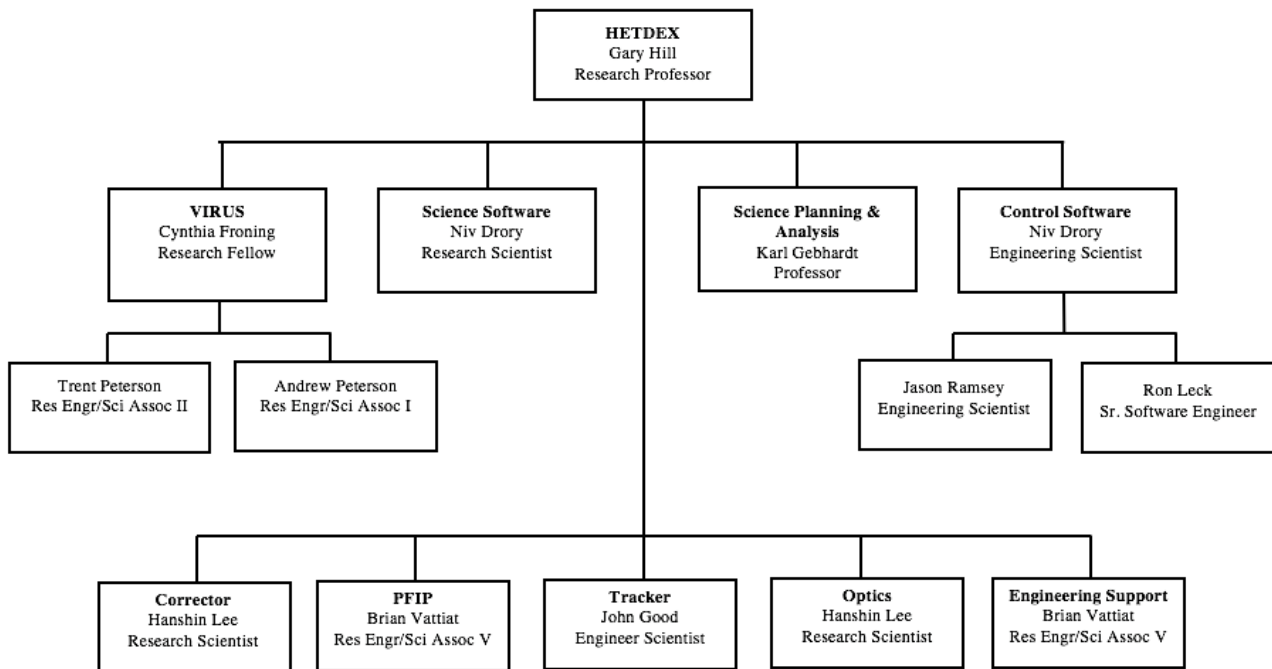 HETDEX
Gary Hill
Research Professor
VIRUS
Cynthia Froning
Research Fellow
Science Software
Niv Drory
Research Scientist
Science Planning &
Analysis
Karl Gebhardt
Professor
Control Software
Niv Drory
Engineering Scientist
Trent Peterson
Res Engr/Sci Assoc II
Andrew Peterson
Res Engr/Sci Assoc I
Jason Ramsey
Engineering Scientist
Ron Leck
Sr. Software Engineer
Corrector
Hanshin Lee
Research Scientist
PFIP
Brian Vattiat
Res Engr/Sci Assoc V
Tracker
John Good
Engineer Scientist
Optics
Hanshin Lee
Research Scientist
Engineering Support
Brian Vattiat
Res Engr/Sci Assoc V